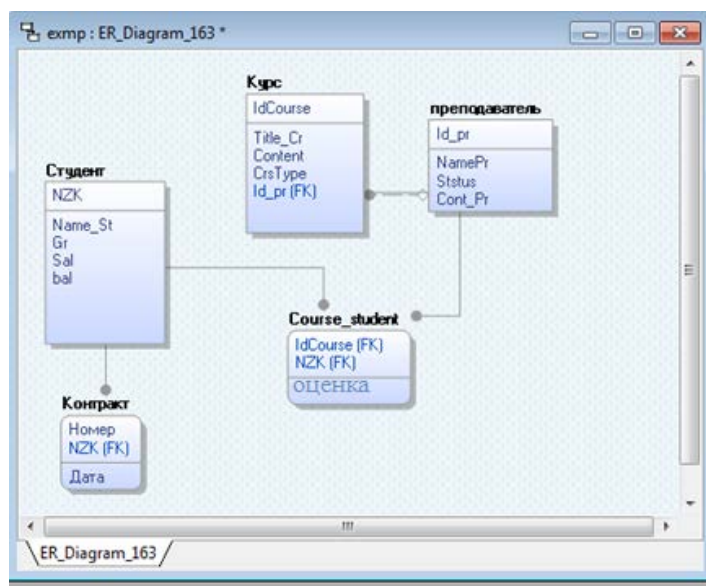 exmp : ER_Diagram_163 *
Курс
IdCourse
Title_Cr
Content
CrsType
Id_pr (FK)
преподаватель
Id_pr
NamePr
Ststus
Cont_Pr
Студент
NZK
Name_St
Gr
Sal
bal
Course_student
IdCourse (FK)
NZK (FK)
оценка
Контракт
Номер
NZK (FK)
Дата
ER_Diagram_163